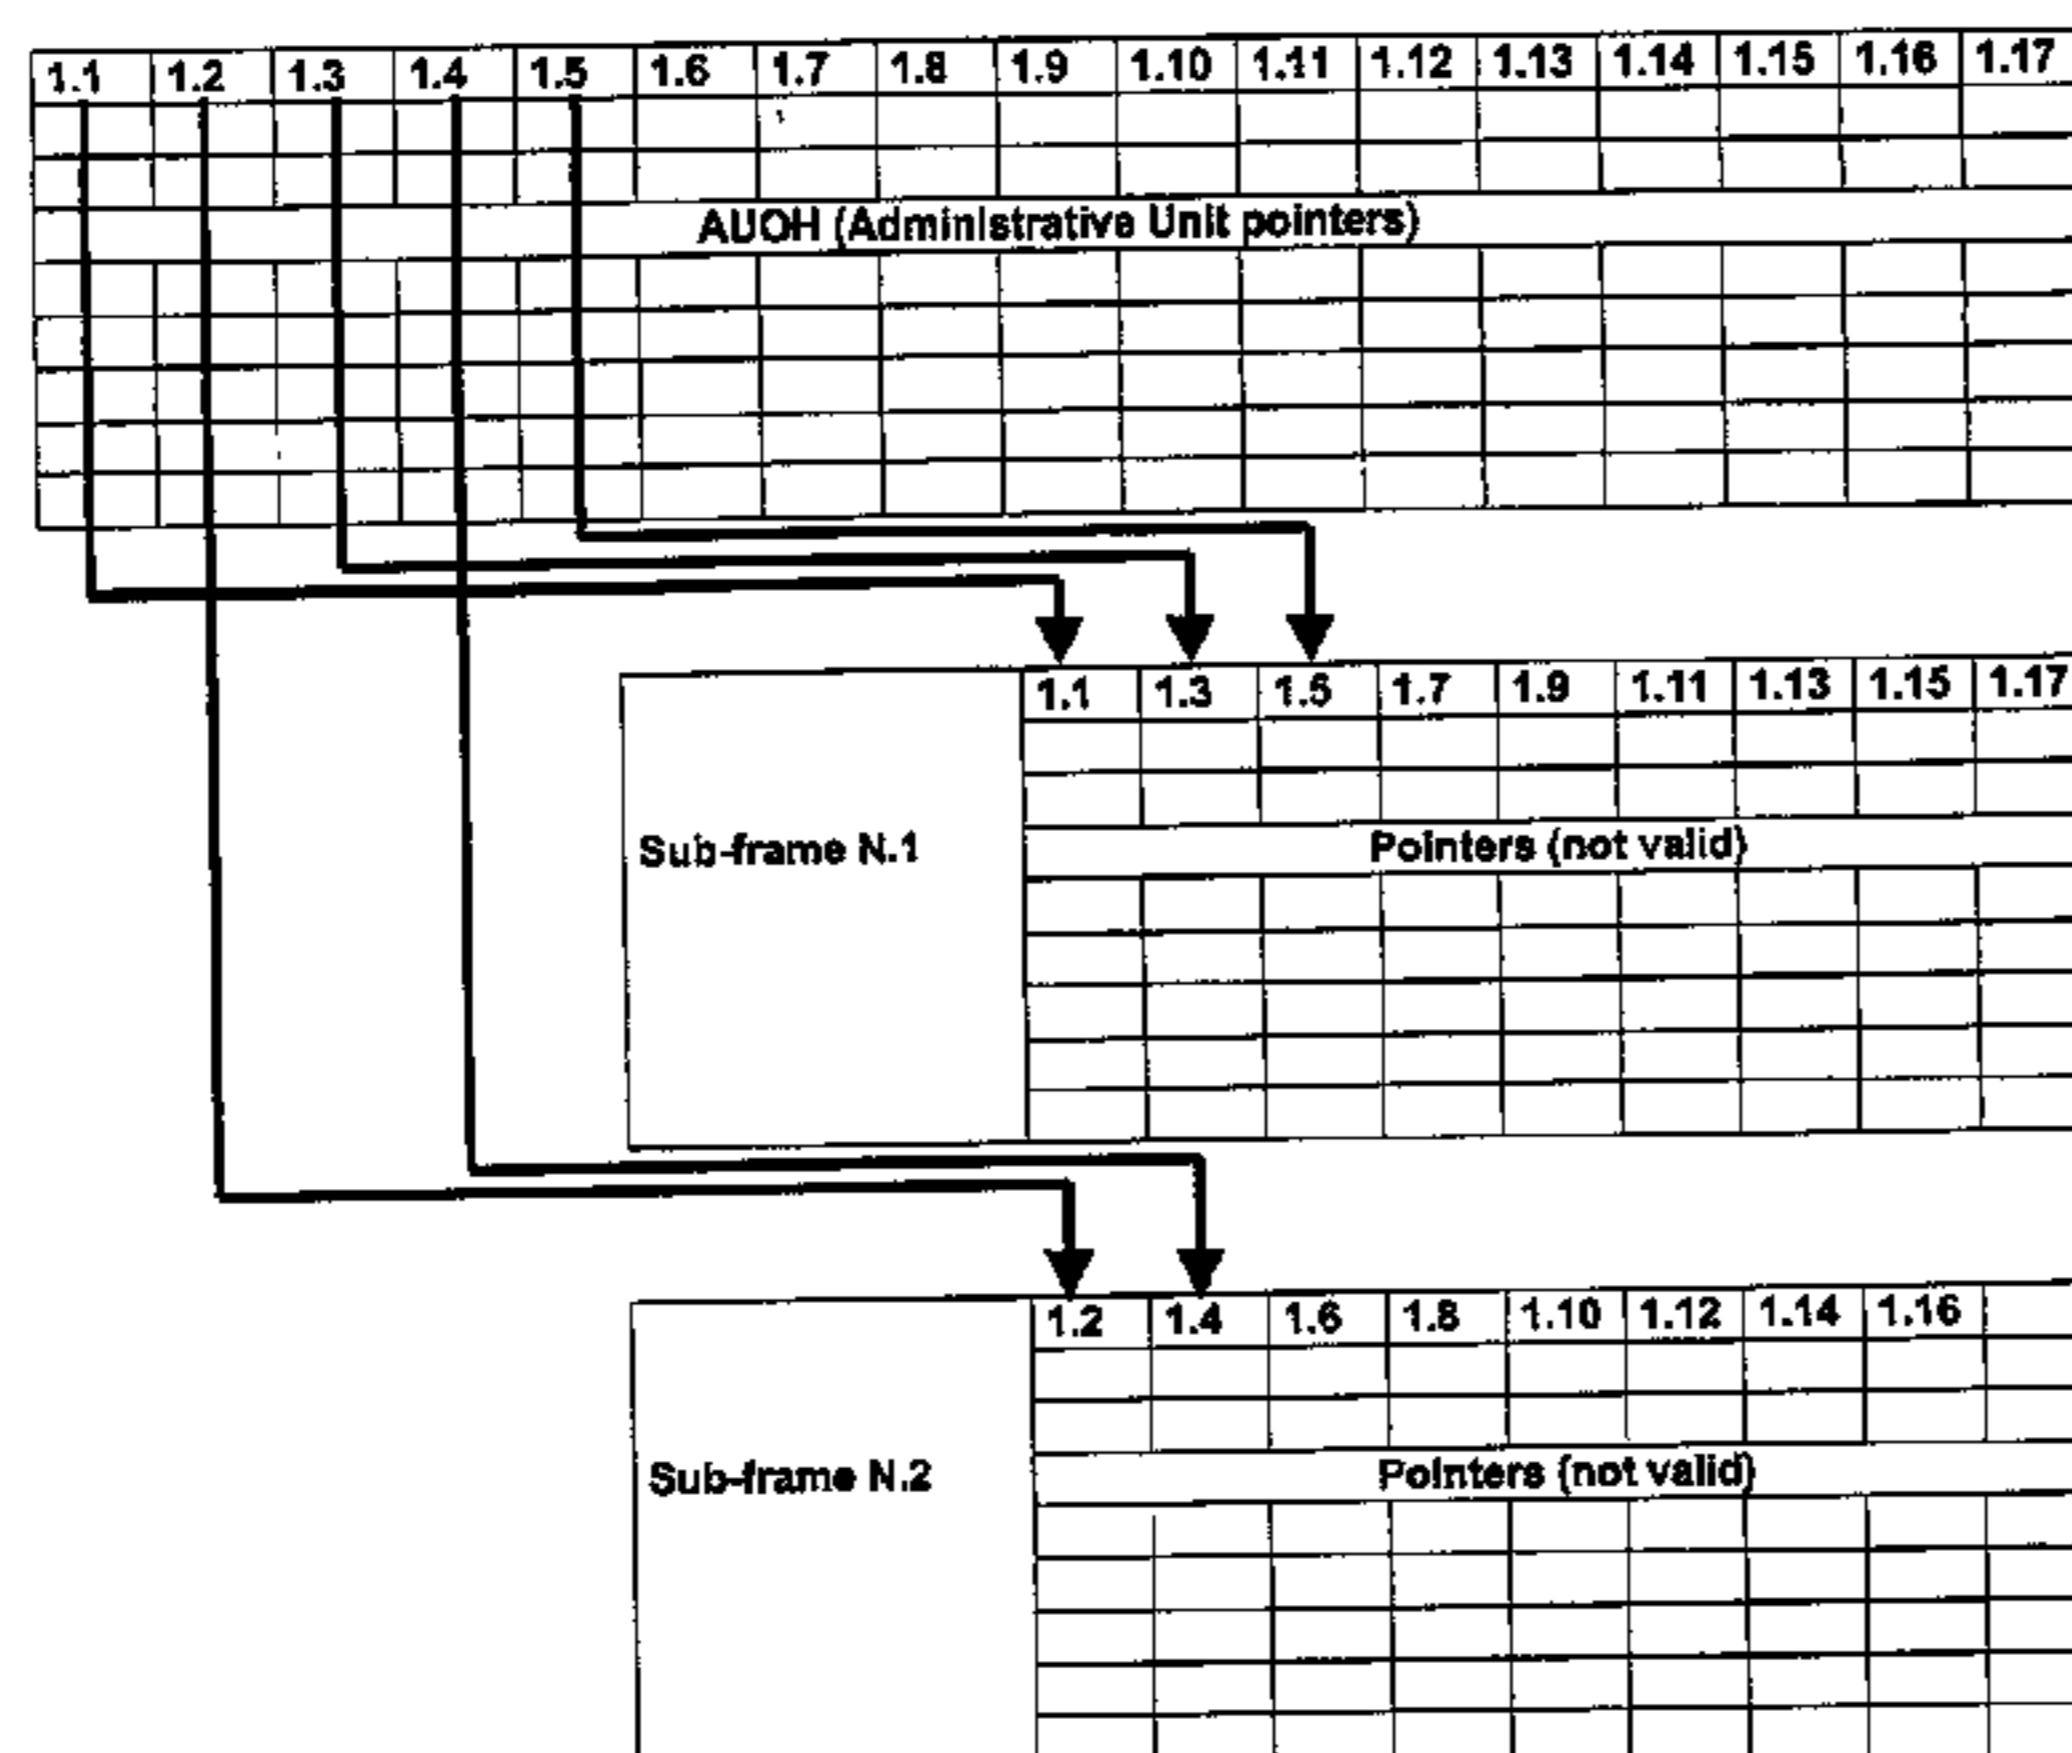 1.1 1.2 1.3 1.4 1.5 1.6 1.7 1.8 1.9 1.10 1.11 1.12 1.13 1.14 1.15 1.16 1.17
AUOH (Administrative Unit pointers)
1.1 1.3 1.5 1.7 1.9 1.11 1.13 1.15 1.17
Sub-frame N.1 Pointers (not valid)
1.2 1.4 1.6 1.8 1.10 1.12 1.14 1.16
Sub-frame N.2 Pointers (not valid)